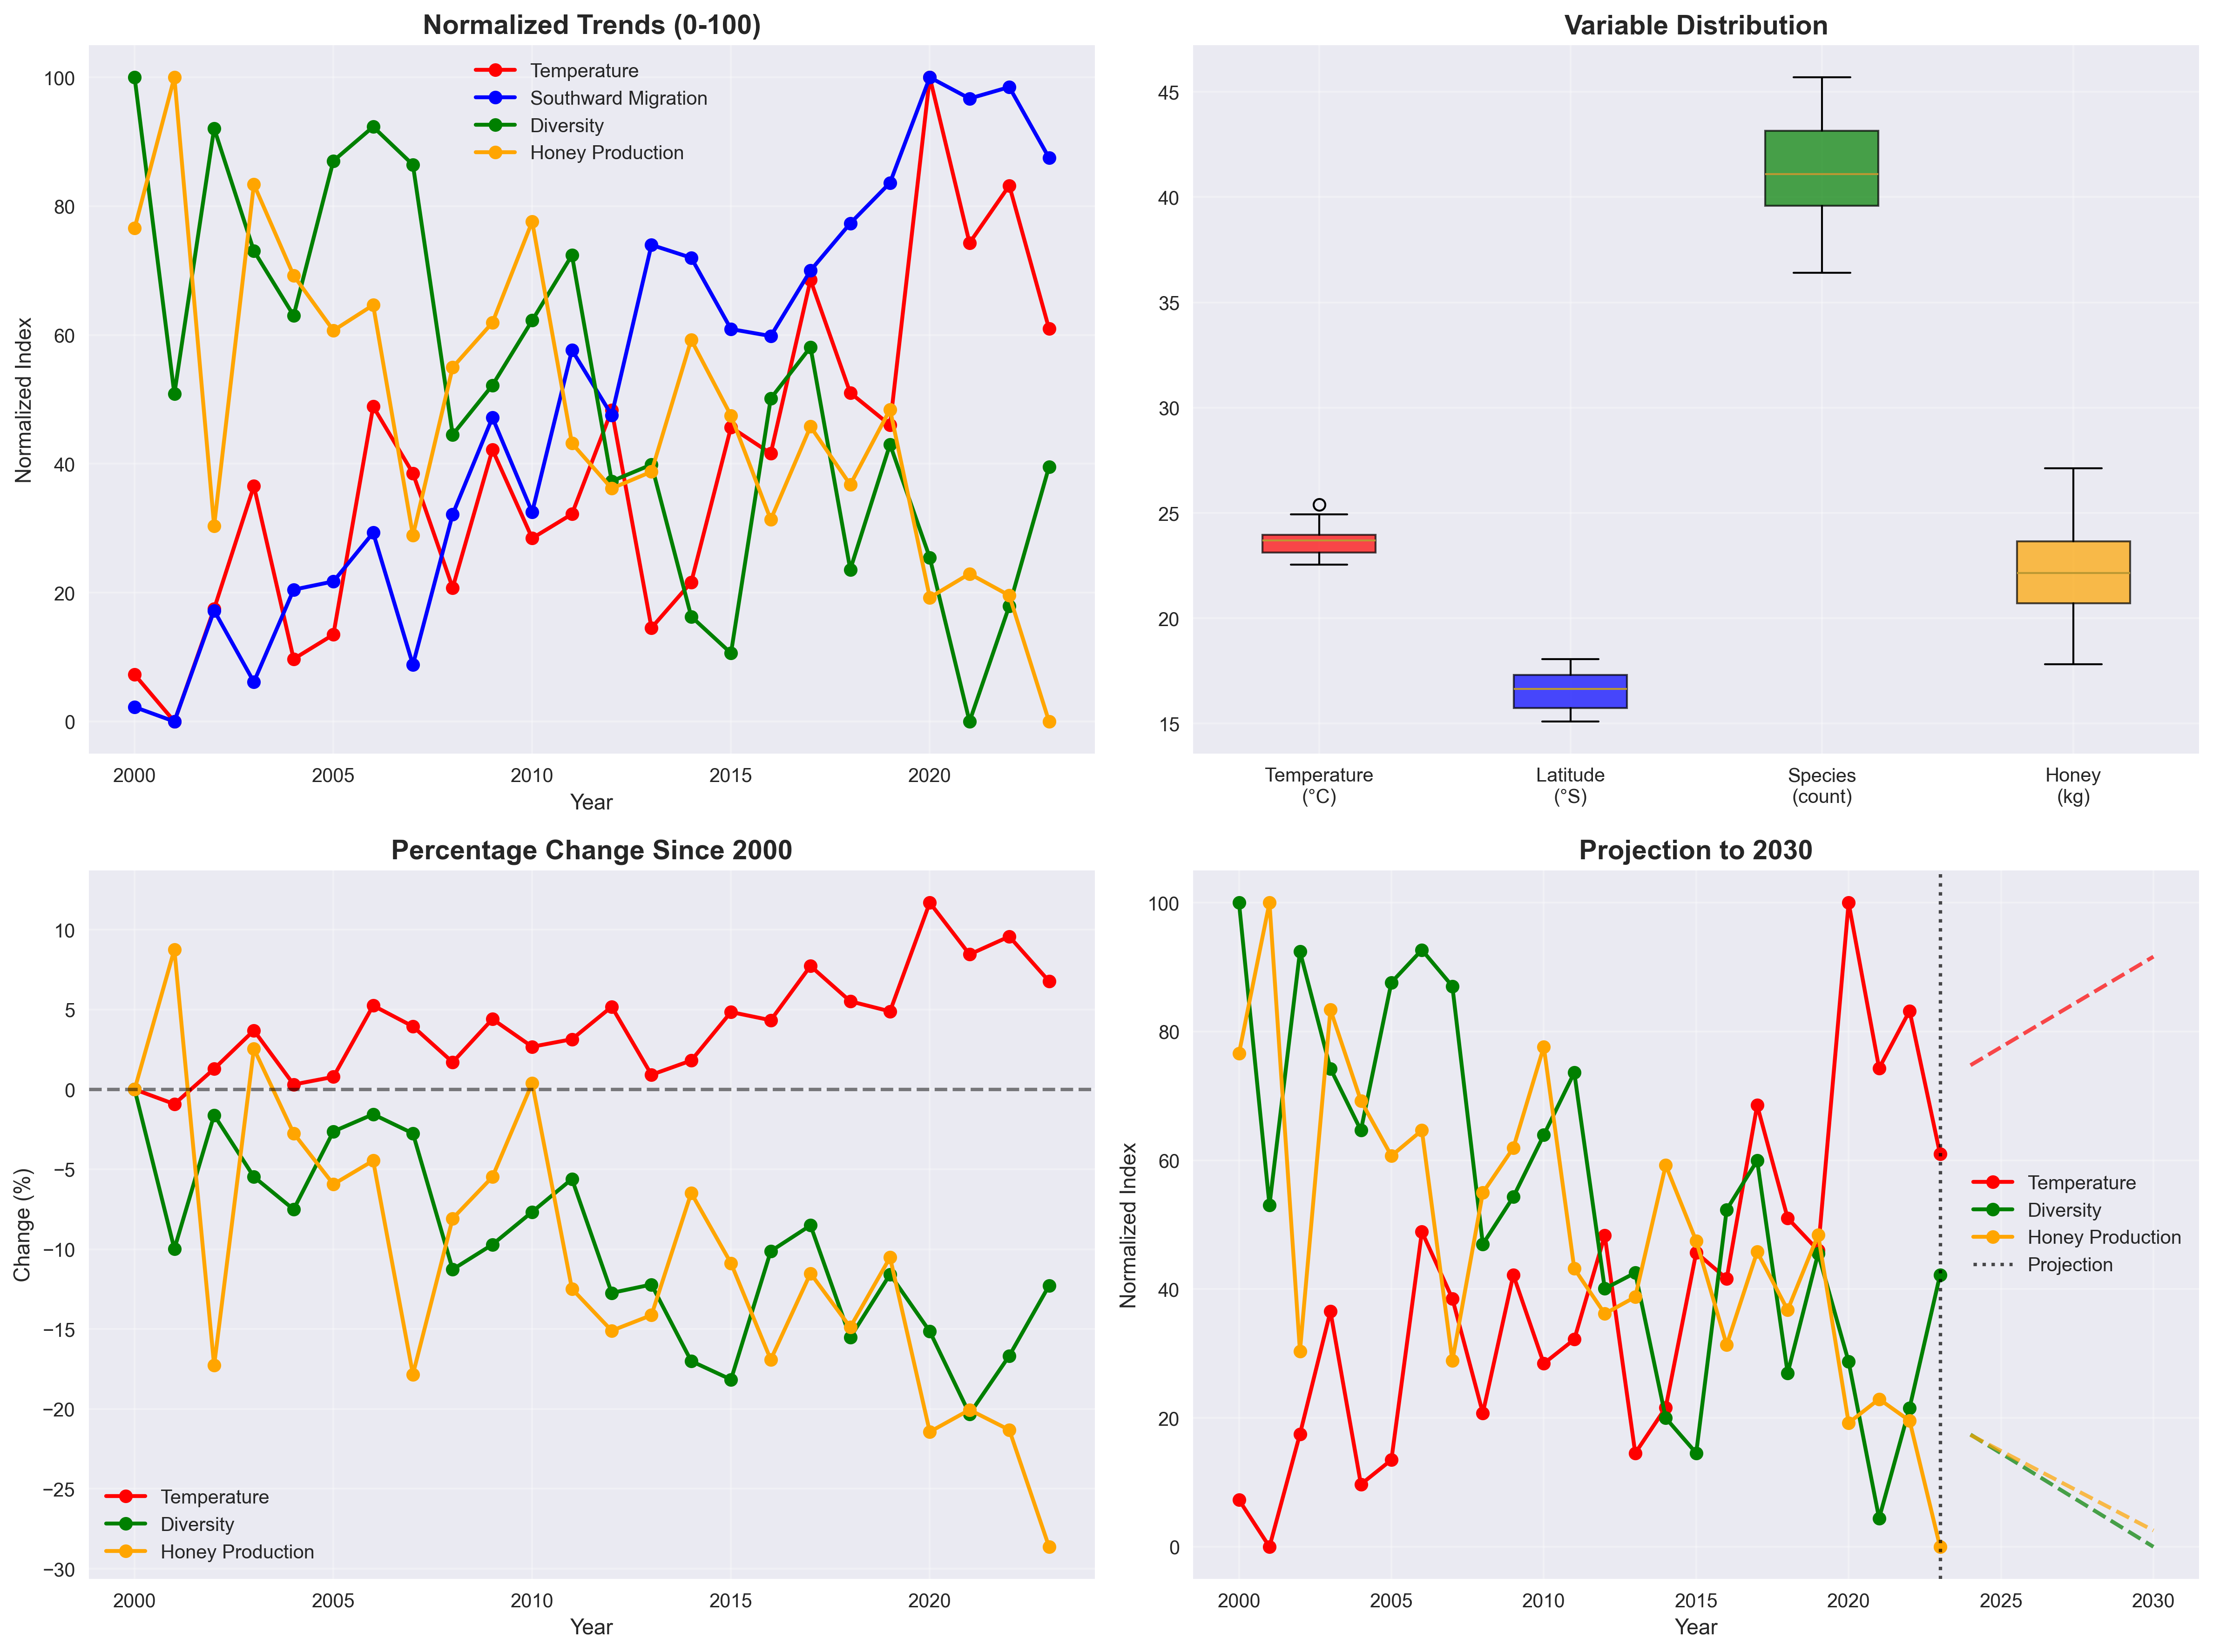 Normalized Trends (0-100)
Normalized Index
100
80
60
40
20
0
Temperature
Southward Migration
Diversity
Honey Production
2000
2005
2010
2015
2020
Year
Variable Distribution
45
40
35
30
25
20
15
Temperature
(°C)
Latitude
(°S)
Species
(count)
Honey
(kg)
Percentage Change Since 2000
Change (%)
10
5
0
−5
−10
−15
−20
−25
−30
Temperature
Diversity
Honey Production
2000
2005
2010
2015
2020
Year
Projection to 2030
Normalized Index
100
80
60
40
20
0
Temperature
Diversity
Honey Production
Projection
2000
2005
2010
2015
2020
2025
2030
Year